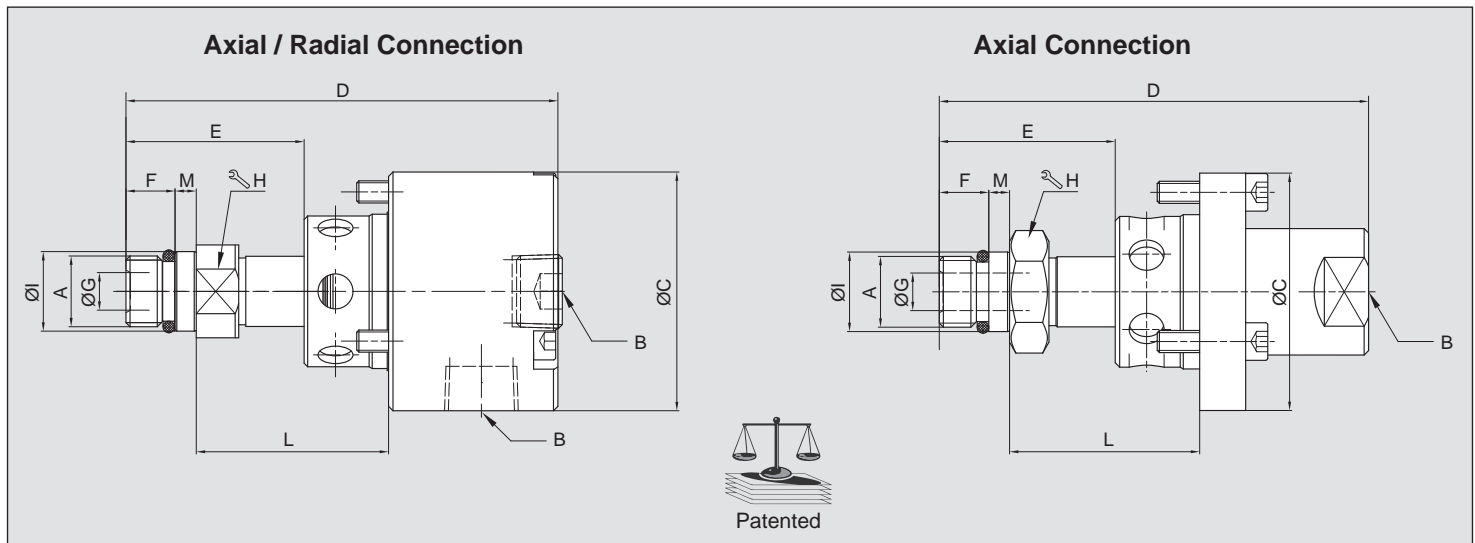 Axial / Radial Connection
Axial Connection
D
E
F
M
H
ØI
A
ØG
ØC
B
B
L
D
E
F
M
H
ØI
A
ØG
ØC
B
L
Patented